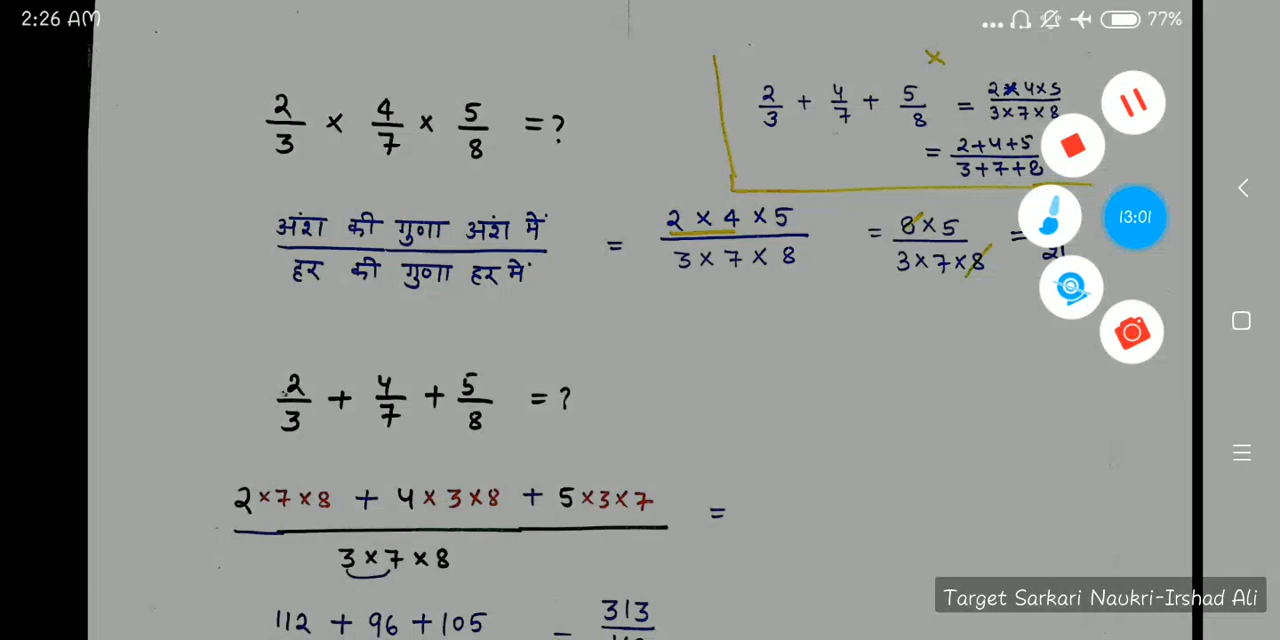 2:26 AM
77%
2/3 + 4/7 + 5/8 = 2×4×5/3×7×8
= 2+4+5/3+7+8
2/3 × 4/7 × 5/8 = ?
13:01
अंश की गुणा अंश में/हर की गुणा हर में = 2×4×5/3×7×8 = 8×5/3×7×8 =
21
2/3 + 4/7 + 5/8 = ?
2×7×8 + 4×3×8 + 5×3×7/3×7×8 =
112 + 96 + 105 = 313
Target Sarkari Naukri-Irshad Ali